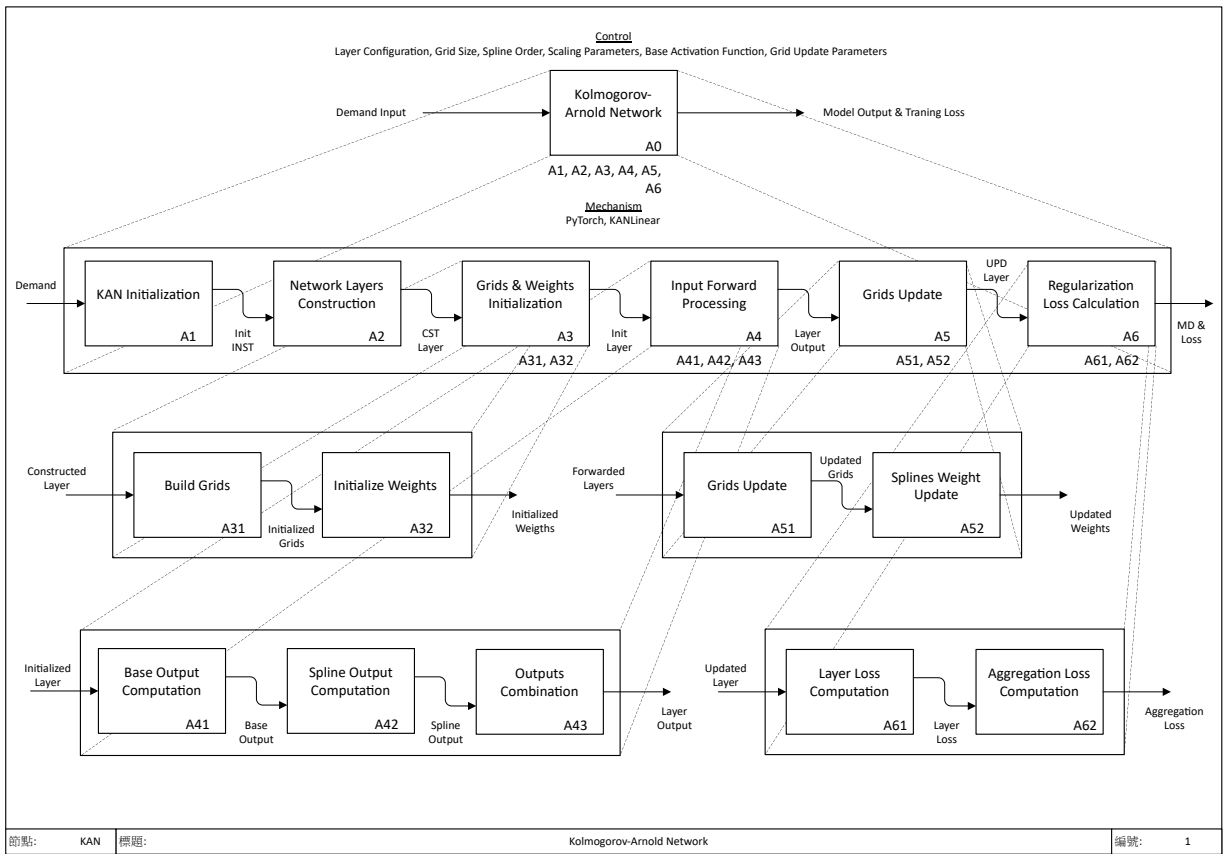 Control
Layer Configuration, Grid Size, Spline Order, Scaling Parameters, Base Activation Function, Grid Update Parameters
Demand Input
Kolmogorov-
Arnold Network
A0
Model Output & Traning Loss
A1, A2, A3, A4, A5,
A6
Mechanism
PyTorch, KANLinear
Demand
KAN Initialization
A1
Init
INST
Network Layers
Construction
A2
CST
Layer
Grids & Weights
Initialization
A3
A31, A32
Init
Layer
Input Forward
Processing
A4
A41, A42, A43
Layer
Output
Grids Update
A5
A51, A52
UPD
Layer
Regularization
Loss Calculation
A6
A61, A62
MD &
Loss
Constructed
Layer
Build Grids
A31
Initialized
Grids
Initialize Weights
A32
Initialized
Weigths
Forwarded
Layers
Grids Update
A51
Updated
Grids
Splines Weight
Update
A52
Updated
Weights
Initialized
Layer
Base Output
Computation
A41
Base
Output
Spline Output
Computation
A42
Spline
Output
Outputs
Combination
A43
Layer
Output
Updated
Layer
Layer Loss
Computation
A61
Layer
Loss
Aggregation Loss
Computation
A62
Aggregation
Loss
節點: KAN 標題: Kolmogorov-Arnold Network 編號: 1